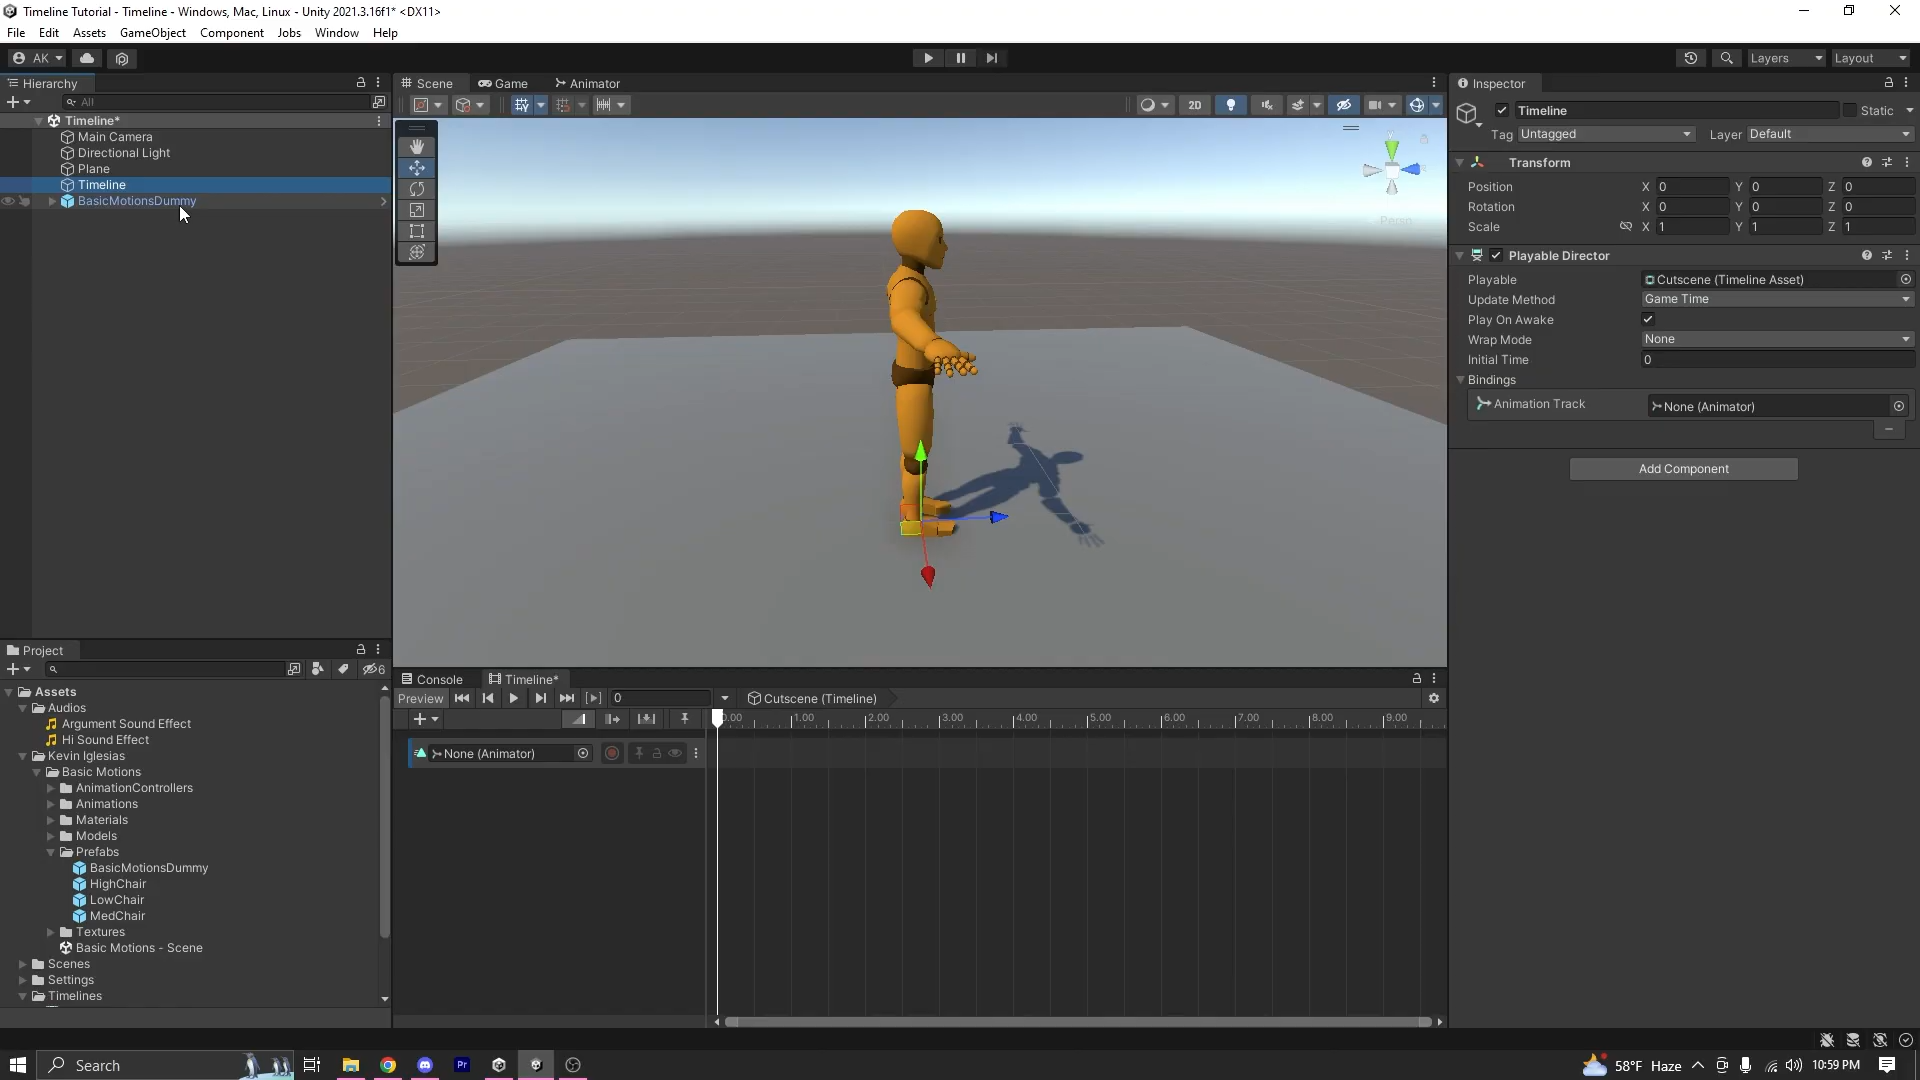 Timeline Tutorial - Timeline - Windows, Mac, Linux - Unity 2021.3.16f1* <DX11>
File Edit Assets GameObject Component Jobs Window Help
AK Layers Layout
Hierarchy Scene Game Animator Inspector
All 2D Timeline Static
Timeline*
Main Camera
Directional Light
Plane
Timeline
BasicMotionsDummy
Persp
Tag Untagged Layer Default
Transform
Position X 0 Y 0 Z 0
Rotation X 0 Y 0 Z 0
Scale X 1 Y 1 Z 1
Playable Director
Playable Cutscene (Timeline Asset)
Update Method Game Time
Play On Awake
Wrap Mode None
Initial Time 0
Bindings
Animation Track None (Animator)
Add Component
Project
6
Assets
Audios
Argument Sound Effect
Hi Sound Effect
Kevin Iglesias
Basic Motions
AnimationControllers
Animations
Materials
Models
Prefabs
BasicMotionsDummy
HighChair
LowChair
MedChair
Textures
Basic Motions - Scene
Scenes
Settings
Timelines
Console Timeline*
Preview 0 Cutscene (Timeline)
0.00 1.00 2.00 3.00 4.00 5.00 6.00 7.00 8.00 9.00
None (Animator)
Search Pr 58°F Haze 10:59 PM